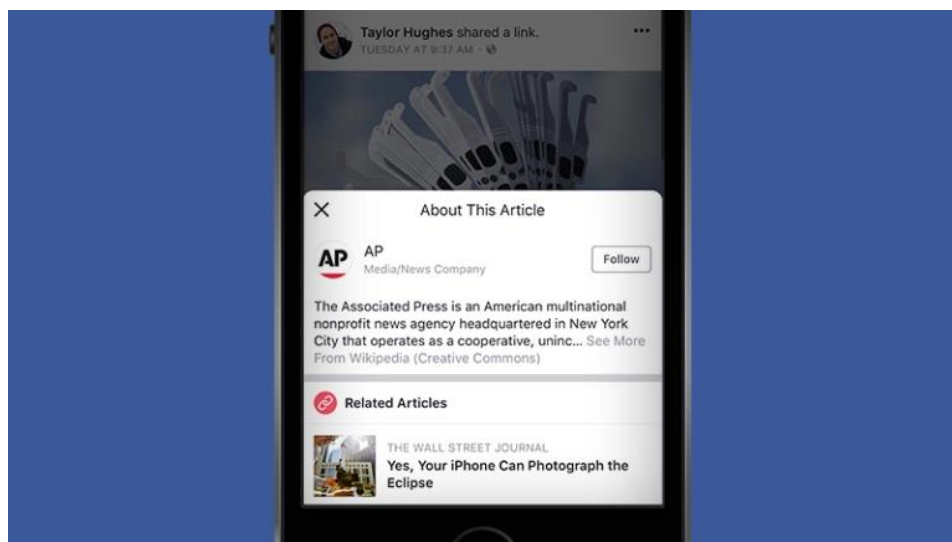 Taylor Hughes shared a link.
TUESDAY AT 9:37 AM ·
•••
About This Article
AP
AP
Media/News Company
Follow
The Associated Press is an American multinational
nonprofit news agency headquartered in New York
City that operates as a cooperative, uninc... See More
From Wikipedia (Creative Commons)
Related Articles
THE WALL STREET JOURNAL
Yes, Your iPhone Can Photograph the
Eclipse